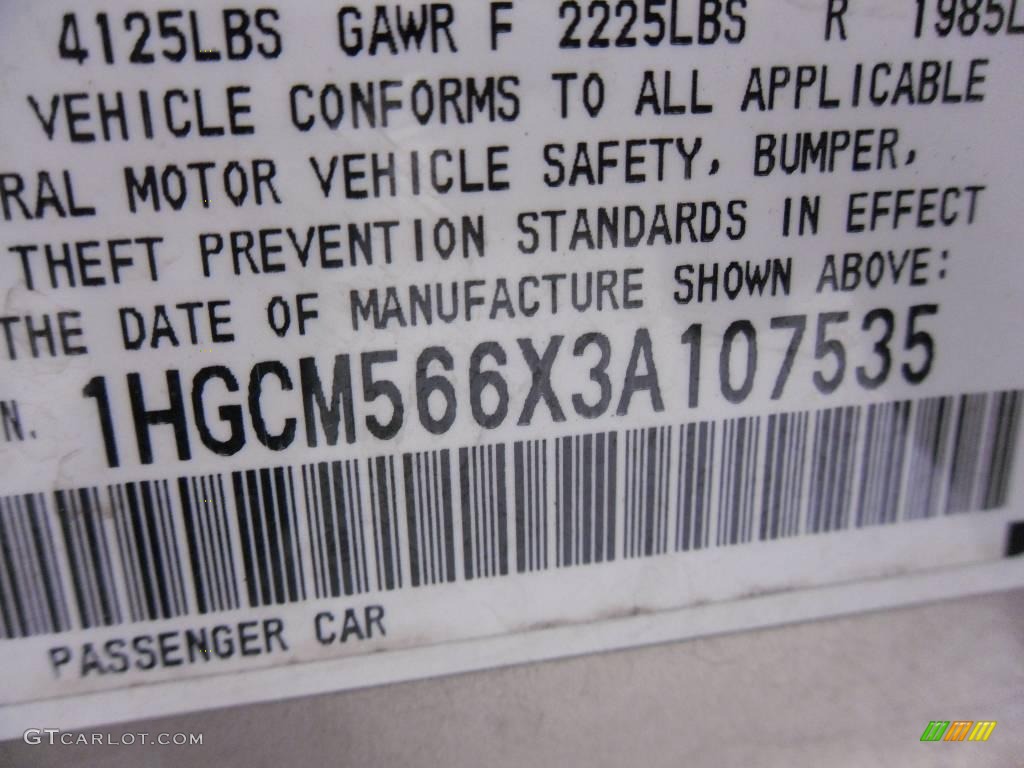 4125LBS GAWR F 2225LBS R 1985L
VEHICLE CONFORMS TO ALL APPLICABLE
RAL MOTOR VEHICLE SAFETY, BUMPER,
THEFT PREVENTION STANDARDS IN EFFECT
THE DATE OF MANUFACTURE SHOWN ABOVE:
N. 1HGCM566X3A107535
PASSENGER CAR
GTCARLOT.COM